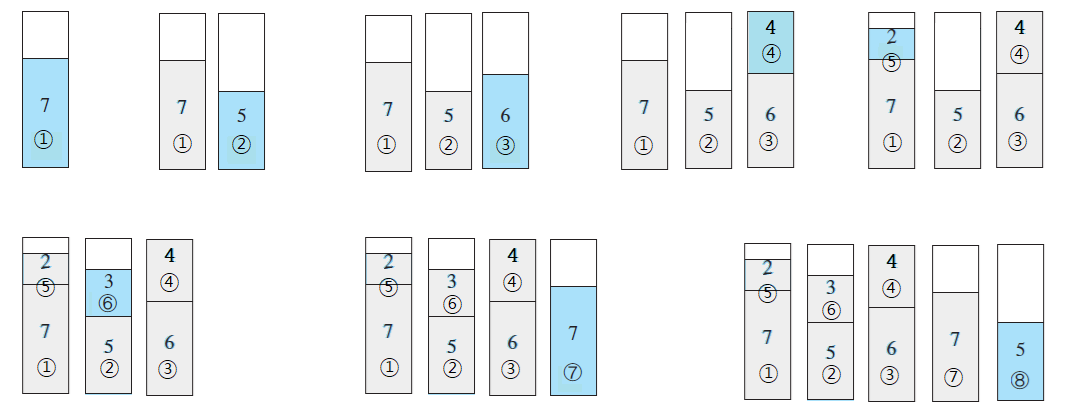 7
①
7 5
① ②
7 5 6
① ② ③
4
④
7 5 6
① ② ③
2 4
⑤ ④
7 5 6
① ② ③
2 3 4
⑤ ⑥ ④
7 5 6
① ② ③
2 3 4
⑤ ⑥ ④
7 5 6 7
① ② ③ ⑦
2 3 4
⑤ ⑥ ④
7 5 6 7 5
① ② ③ ⑦ ⑧